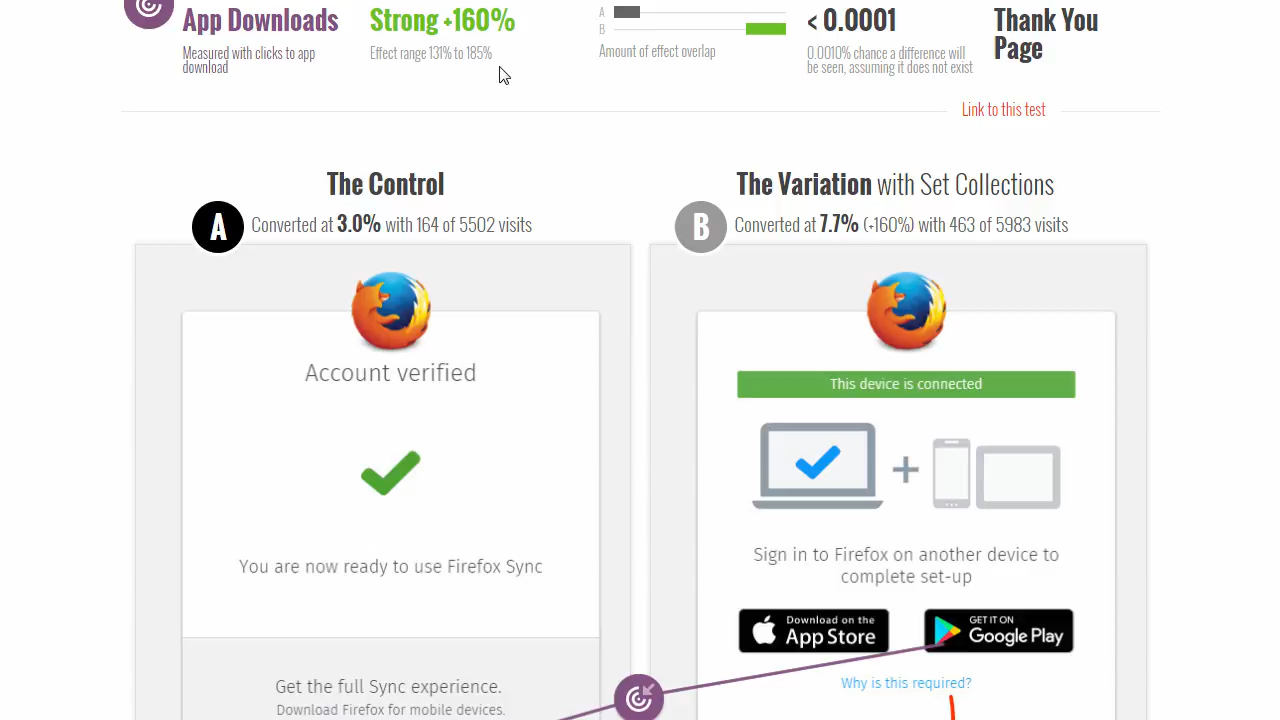 App Downloads
Measured with clicks to app
download
Strong +160%
Effect range 131% to 185%
A
B
Amount of effect overlap
< 0.0001
0.0010% chance a difference will
be seen, assuming it does not exist
Thank You
Page
Link to this test
The Control
A
Converted at 3.0% with 164 of 5502 visits
The Variation with Set Collections
B
Converted at 7.7% (+160%) with 463 of 5983 visits
Account verified
You are now ready to use Firefox Sync
Get the full Sync experience.
Download Firefox for mobile devices.
This device is connected
Sign in to Firefox on another device to
complete set-up
Download on the
App Store
GET IT ON
Google Play
Why is this required?